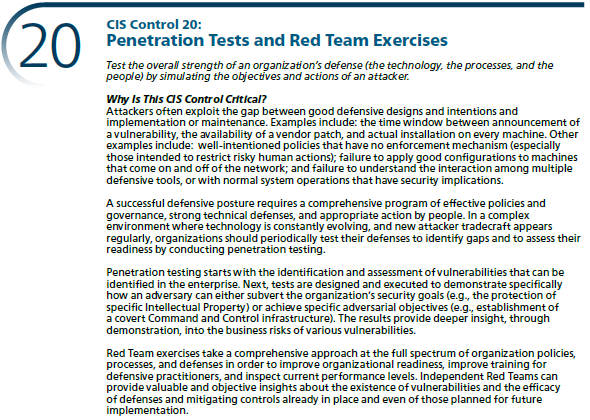 20
CIS Control 20:
Penetration Tests and Red Team Exercises
Test the overall strength of an organization's defense (the technology, the processes, and the
people) by simulating the objectives and actions of an attacker.
Why Is This CIS Control Critical?
Attackers often exploit the gap between good defensive designs and intentions and
implementation or maintenance. Examples include: the time window between announcement of
a vulnerability, the availability of a vendor patch, and actual installation on every machine. Other
examples include: well-intentioned policies that have no enforcement mechanism (especially
those intended to restrict risky human actions); failure to apply good configurations to machines
that come on and off of the network; and failure to understand the interaction among multiple
defensive tools, or with normal system operations that have security implications.
A successful defensive posture requires a comprehensive program of effective policies and
governance, strong technical defenses, and appropriate action by people. In a complex
environment where technology is constantly evolving, and new attacker tradecraft appears
regularly, organizations should periodically test their defenses to identify gaps and to assess their
readiness by conducting penetration testing.
Penetration testing starts with the identification and assessment of vulnerabilities that can be
identified in the enterprise. Next, tests are designed and executed to demonstrate specifically
how an adversary can either subvert the organization's security goals (e.g., the protection of
specific Intellectual Property) or achieve specific adversarial objectives (e.g., establishment of
a covert Command and Control infrastructure). The results provide deeper insight, through
demonstration, into the business risks of various vulnerabilities.
Red Team exercises take a comprehensive approach at the full spectrum of organization policies,
processes, and defenses in order to improve organizational readiness, improve training for
defensive practitioners, and inspect current performance levels. Independent Red Teams can
provide valuable and objective insights about the existence of vulnerabilities and the efficacy
of defenses and mitigating controls already in place and even of those planned for future
implementation.